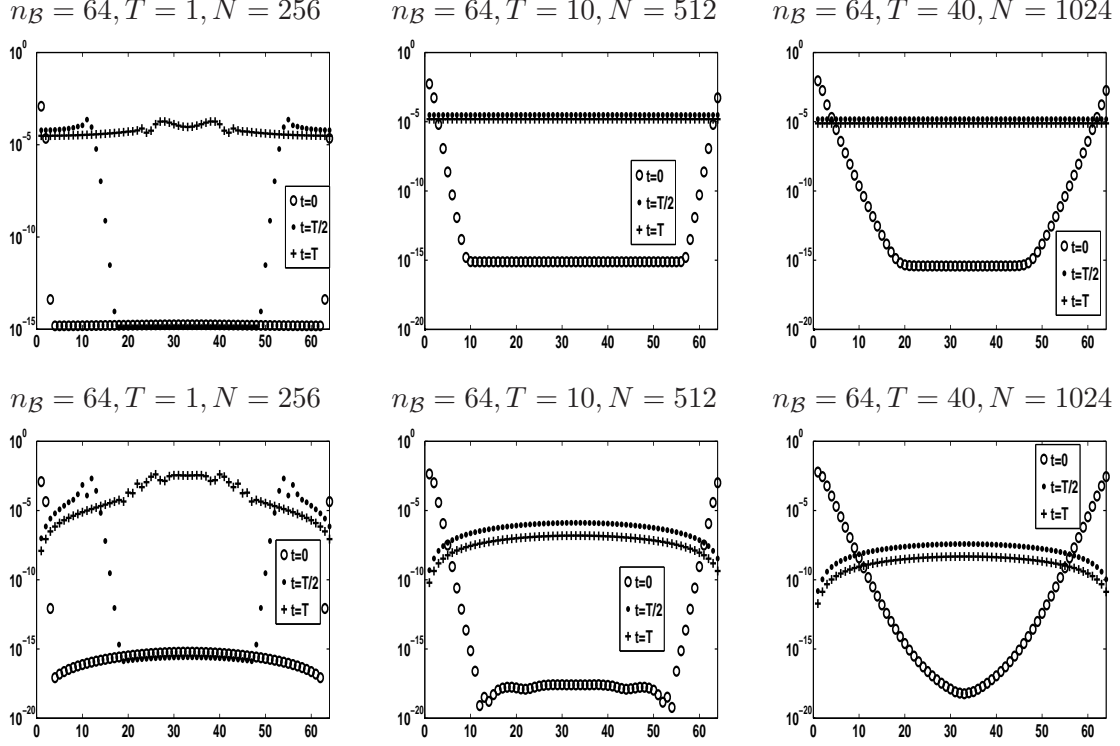 n_B = 64, T = 1, N = 256
n_B = 64, T = 10, N = 512
n_B = 64, T = 40, N = 1024
10^0
10^−5
10^−10
10^−15
0 10 20 30 40 50 60
t=0
t=T/2
t=T
10^0
10^−5
10^−10
10^−15
10^−20
0 10 20 30 40 50 60
t=0
t=T/2
t=T
10^0
10^−5
10^−10
10^−15
10^−20
0 10 20 30 40 50 60
t=0
t=T/2
t=T
n_B = 64, T = 1, N = 256
n_B = 64, T = 10, N = 512
n_B = 64, T = 40, N = 1024
10^0
10^−5
10^−10
10^−15
10^−20
0 10 20 30 40 50 60
t=0
t=T/2
t=T
10^0
10^−5
10^−10
10^−15
10^−20
0 10 20 30 40 50 60
t=0
t=T/2
t=T
10^0
10^−5
10^−10
10^−15
10^−20
0 10 20 30 40 50 60
t=0
t=T/2
t=T